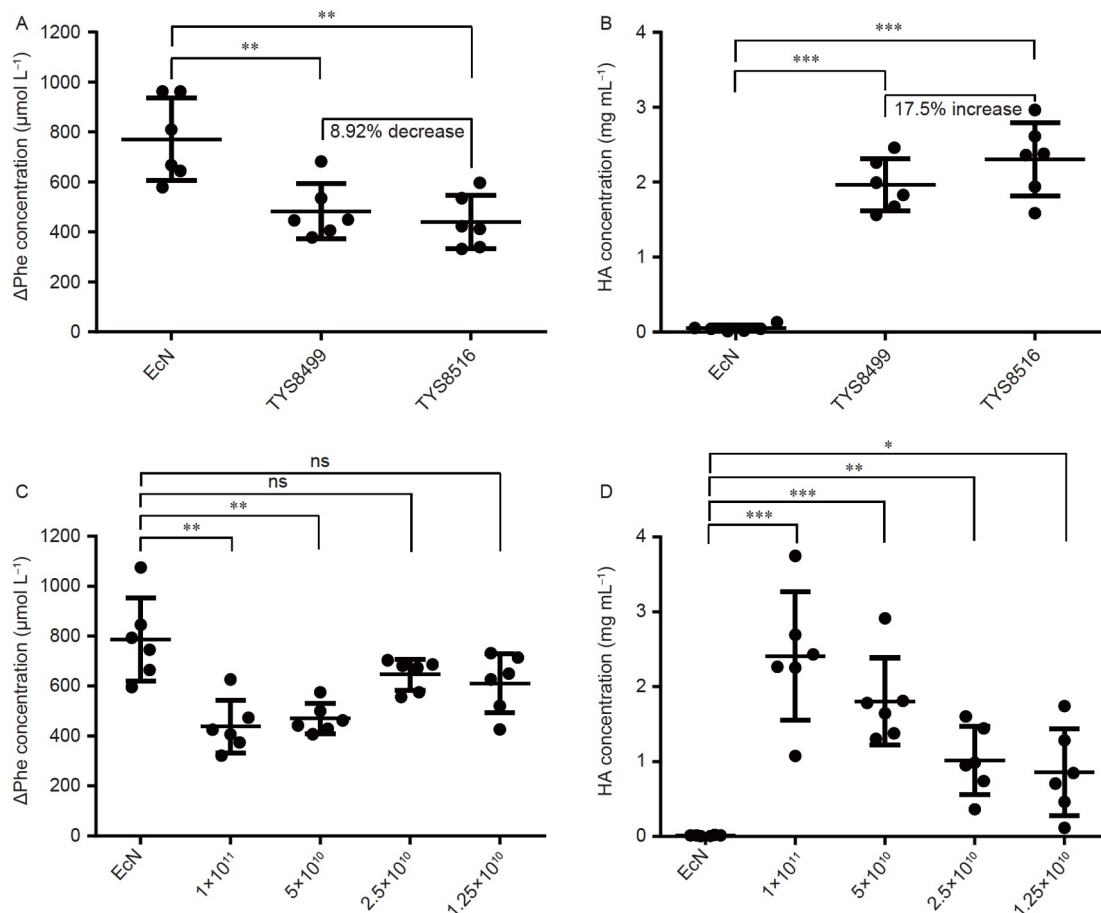 A
ΔPhe concentration (μmol L⁻¹)
1200
1000
800
600
400
200
0
**
**
8.92% decrease
EcN
TYS8499
TYS8516
B
HA concentration (mg mL⁻¹)
4
3
2
1
0
***
***
17.5% increase
EcN
TYS8499
TYS8516
C
ΔPhe concentration (μmol L⁻¹)
1200
1000
800
600
400
200
0
ns
ns
**
**
EcN
1×10¹¹
5×10¹⁰
2.5×10¹⁰
1.25×10¹⁰
D
HA concentration (mg mL⁻¹)
4
3
2
1
0
*
**
***
***
EcN
1×10¹¹
5×10¹⁰
2.5×10¹⁰
1.25×10¹⁰